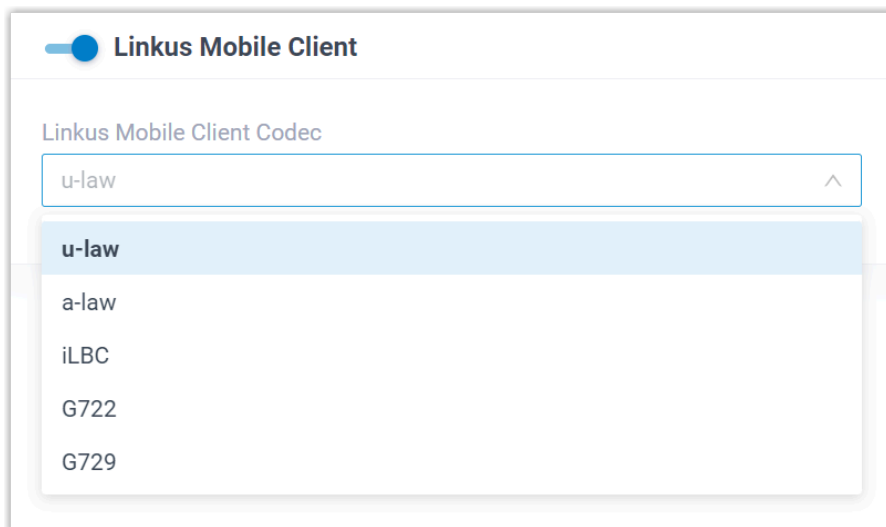 Linkus Mobile Client
Linkus Mobile Client Codec
u-law
u-law
a-law
iLBC
G722
G729